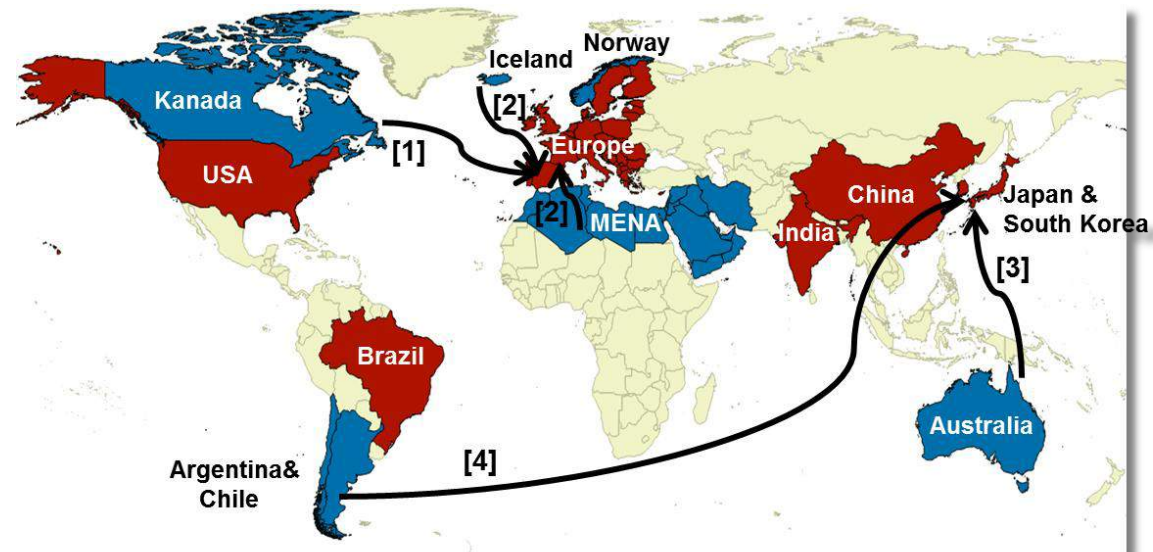 Norway
Iceland
Kanada
[2]
[1]
Europe
USA
China
Japan &
South Korea
[2]
MENA
India
[3]
Brazil
Australia
Argentina&
Chile
[4]